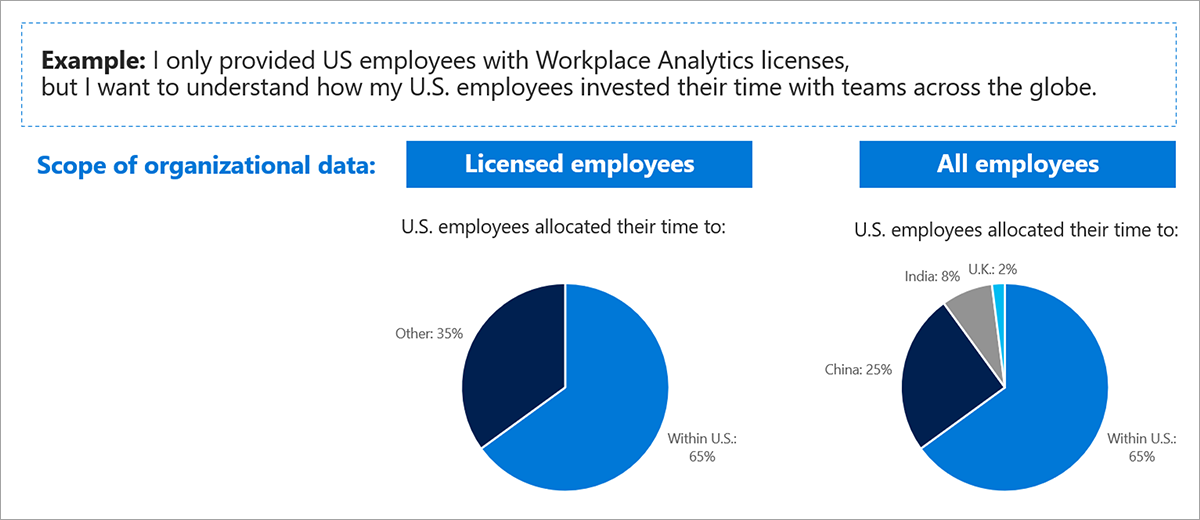 Example: I only provided US employees with Workplace Analytics licenses,
but I want to understand how my U.S. employees invested their time with teams across the globe.
Scope of organizational data:
Licensed employees
All employees
U.S. employees allocated their time to:
Other: 35%
Within U.S.:
65%
U.S. employees allocated their time to:
India: 8%
U.K.: 2%
China: 25%
Within U.S.:
65%